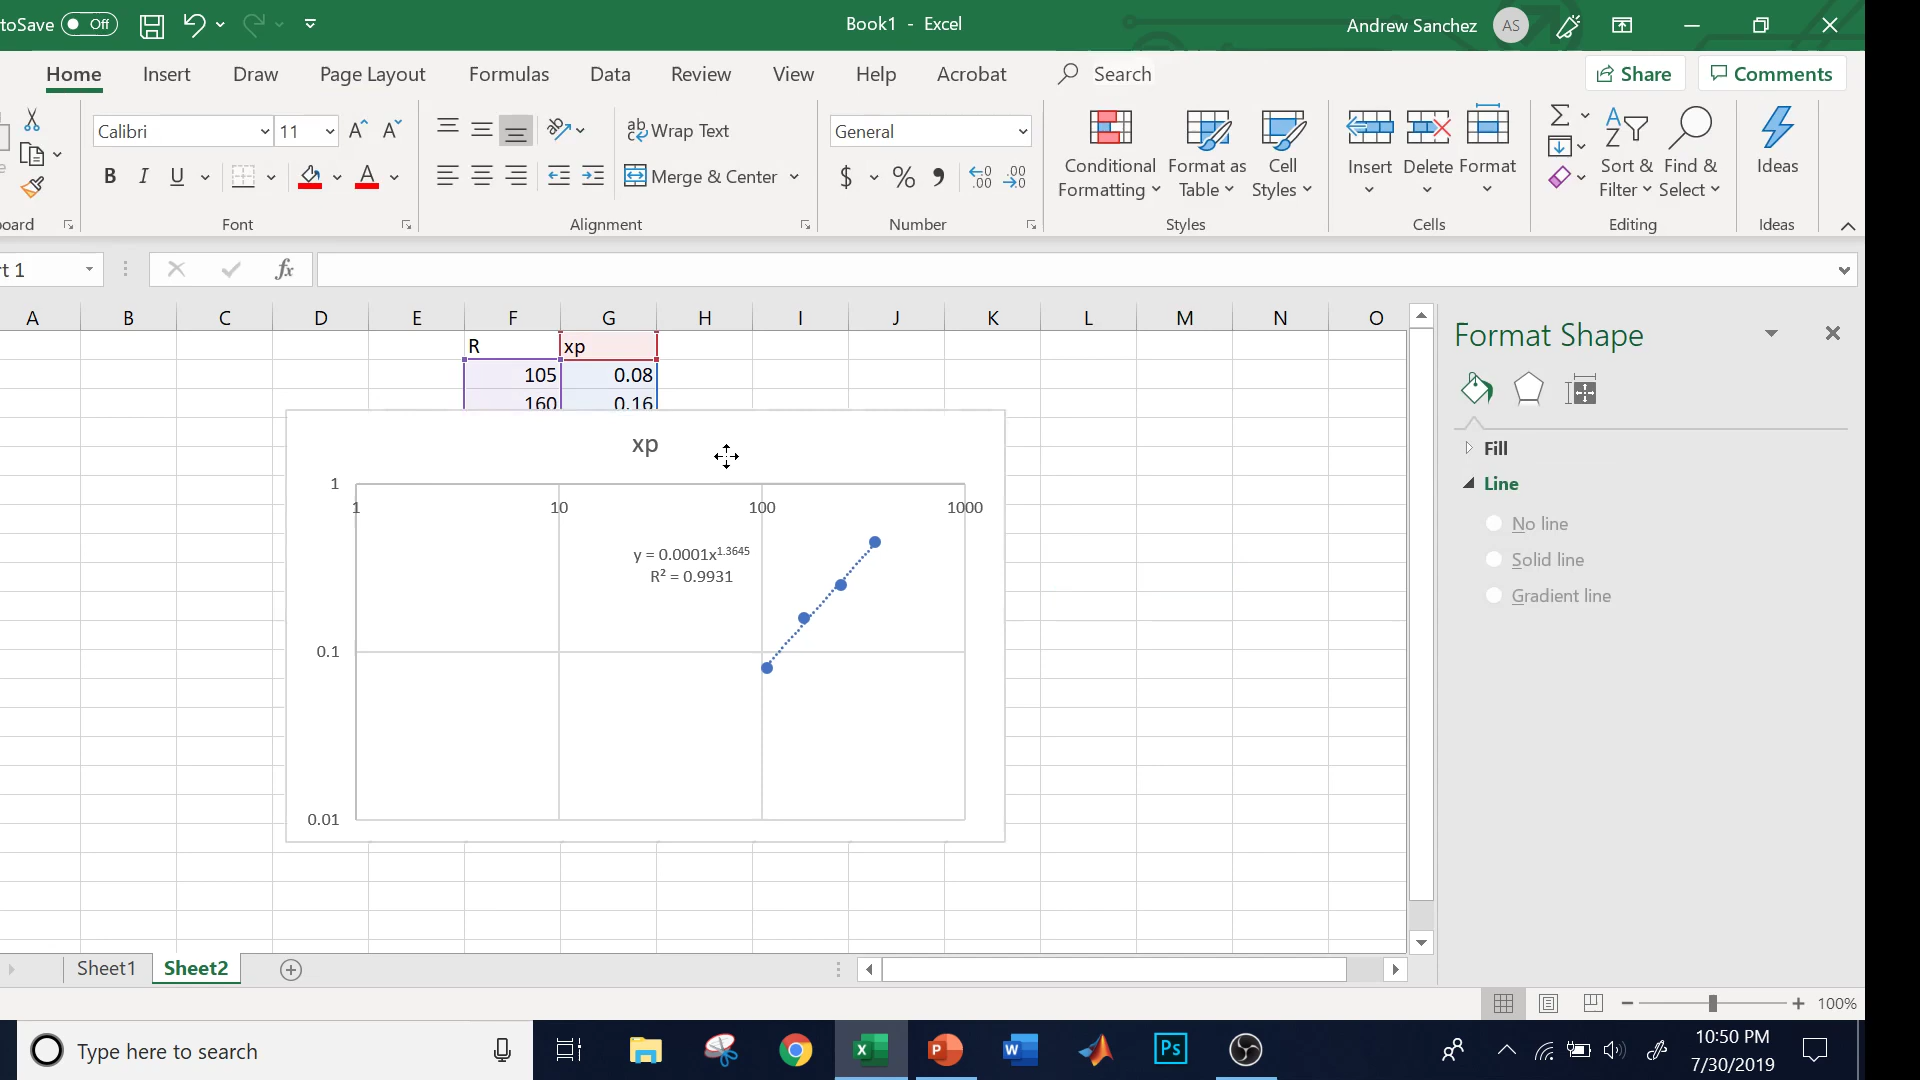 toSave Off Book1 - Excel Andrew Sanchez AS
Home Insert Draw Page Layout Formulas Data Review View Help Acrobat Search Share Comments
Calibri 11 A A ab Wrap Text General Conditional Formatting Format as Table Cell Styles Insert Delete Format Sort & Filter Find & Select Ideas
B I U A Merge & Center $ % 9 .00 .00
oard Font Alignment Number Styles Cells Editing Ideas
t 1 fx
A B C D E F G H I J K L M N O
R xp
105 0.08
160 0.16
xp
1
1 10 100 1000
y = 0.0001x1.3645
R² = 0.9931
0.1
0.01
Format Shape
Fill
Line
No line
Solid line
Gradient line
Sheet1 Sheet2
100%
Type here to search
10:50 PM
7/30/2019